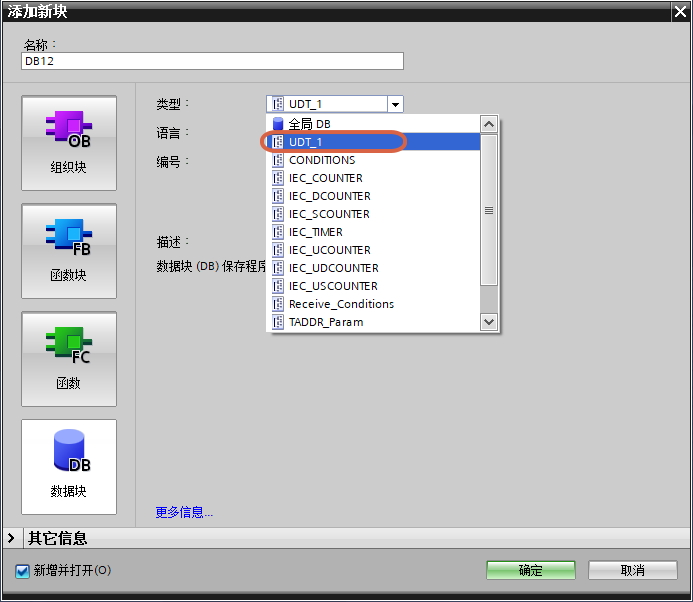 添加新块
名称：
DB12
OB
组织块
FB
函数块
FC
函数
DB
数据块
类型：
UDT_1
语言：
编号：
描述：
数据块 (DB) 保存程序
全局 DB
UDT_1
CONDITIONS
IEC_COUNTER
IEC_DCOUNTER
IEC_SCOUNTER
IEC_TIMER
IEC_UCOUNTER
IEC_UDCOUNTER
IEC_USCOUNTER
Receive_Conditions
TADDR_Param
更多信息...
其它信息
新增并打开(O)
确定
取消